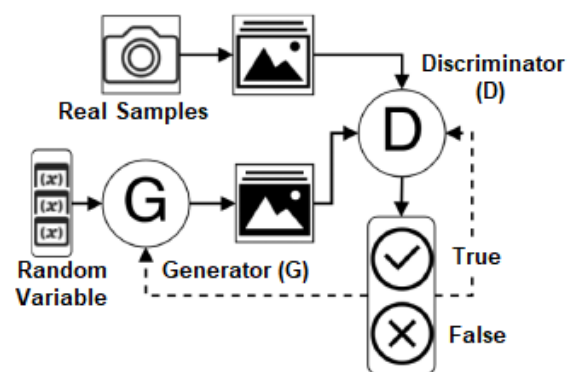 Discriminator
(D)
Real Samples
D
(x)
(x)
(x)
G
Random
Variable
Generator (G)
True
False